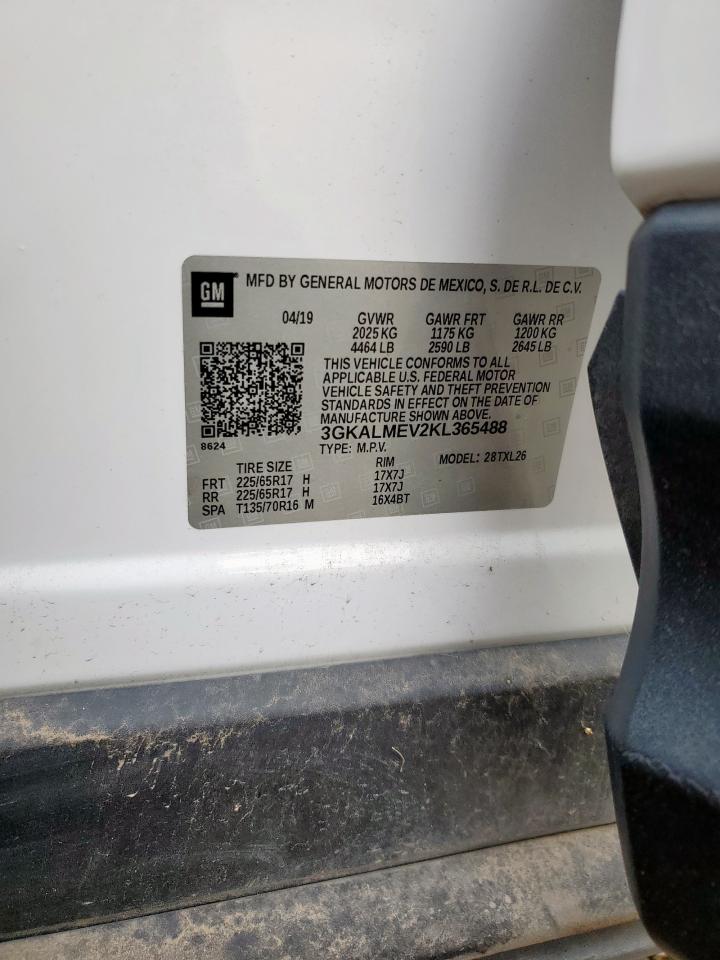 GM MFD BY GENERAL MOTORS DE MEXICO, S. DE R.L. DE C.V.
04/19 GVWR GAWR FRT GAWR RR
2025 KG 1175 KG 1200 KG
4464 LB 2590 LB 2645 LB
THIS VEHICLE CONFORMS TO ALL
APPLICABLE U.S. FEDERAL MOTOR
VEHICLE SAFETY AND THEFT PREVENTION
STANDARDS IN EFFECT ON THE DATE OF
MANUFACTURE SHOWN ABOVE.
3GKALMEV2KL365488
8624
TYPE: M.P.V. MODEL: 28TXL26
TIRE SIZE RIM
FRT 225/65R17 H 17X7J
RR 225/65R17 H 17X7J
SPA T135/70R16 M 16X4BT